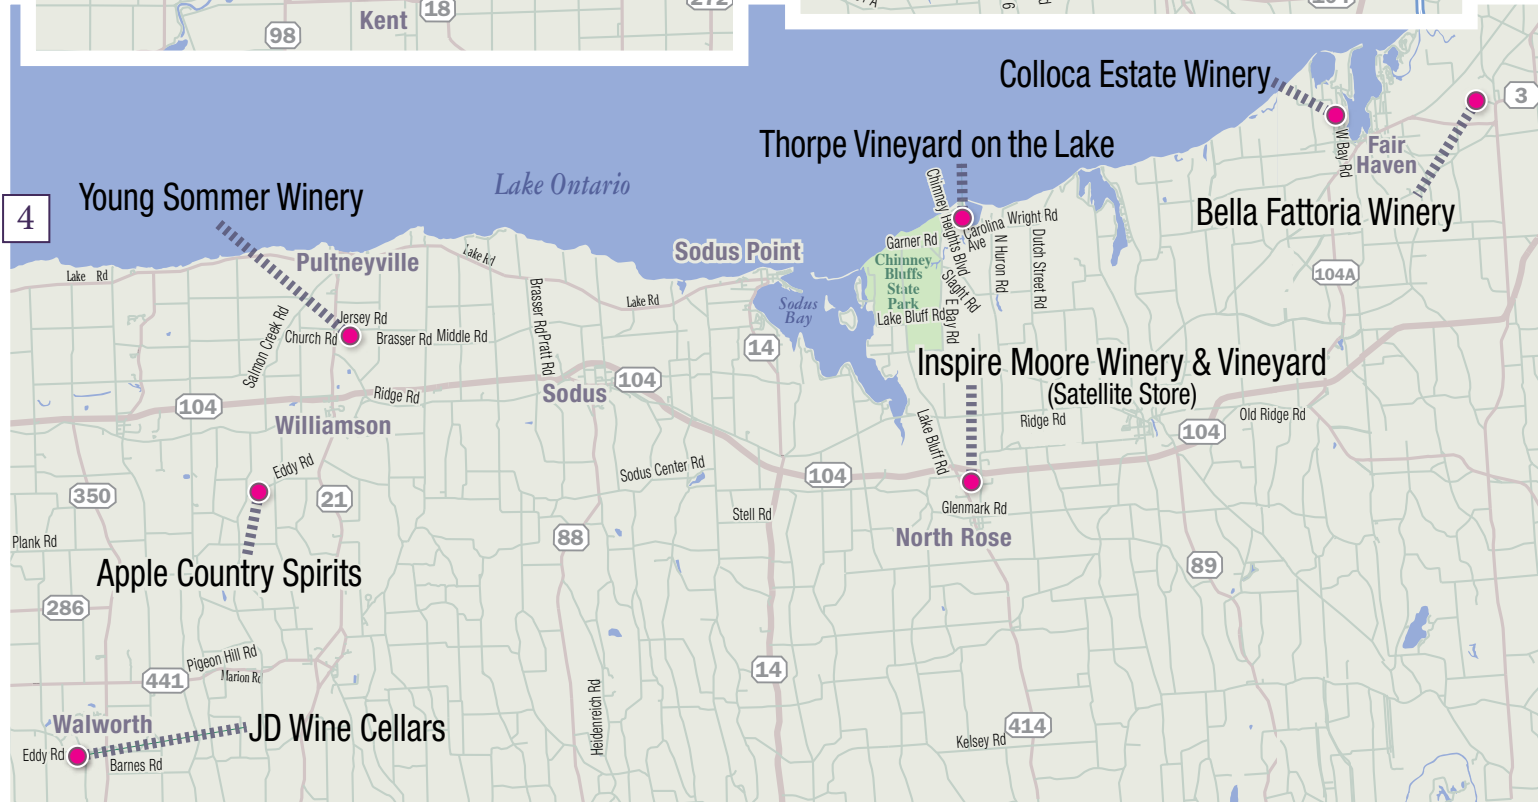 Kent
18
98
272
104
Colloca Estate Winery
3
Thorpe Vineyard on the Lake
W Bay Rd
Fair
Haven
Young Sommer Winery
Lake Ontario
4
Bella Fattoria Winery
Chimney Heights Blvd
Carolina
Ave
Wright Rd
Garner Rd
N Huron Rd
Dutch Street Rd
Sodus Point
Pultneyville
Lake Rd
Lake Rd
Chimney
Bluffs
State
Park
104A
Brasser Rd
Lake Rd
Sodus
Bay
Slaght Rd
E Bay Rd
Lake Bluff Rd
Jersey Rd
Salmon Creek Rd
Church Rd
Brasser Rd
Middle Rd
Pratt Rd
14
Inspire Moore Winery & Vineyard
(Satellite Store)
104
Sodus
Ridge Rd
104
Williamson
Lake Bluff Rd
Ridge Rd
Old Ridge Rd
104
Eddy Rd
Sodus Center Rd
104
350
21
Glenmark Rd
Stell Rd
Plank Rd
88
North Rose
Apple Country Spirits
89
286
Pigeon Hill Rd
Marion Rd
441
14
Heidenreich Rd
Walworth
JD Wine Cellars
414
Kelsey Rd
Eddy Rd
Barnes Rd